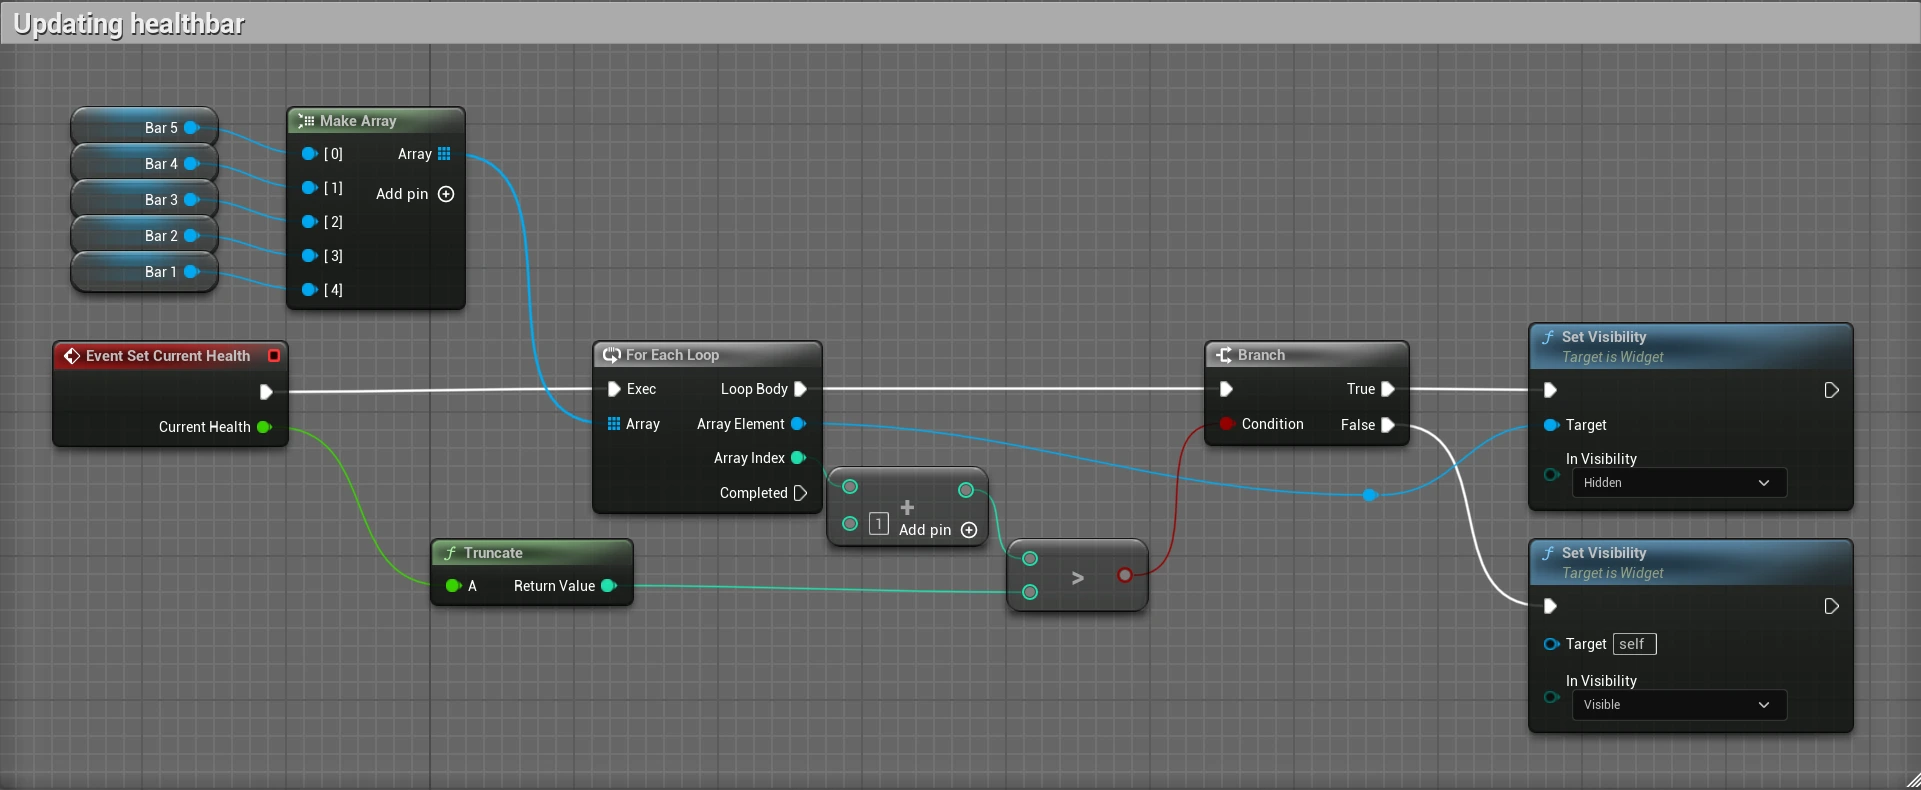 Updating healthbar
Bar 5
Bar 4
Bar 3
Bar 2
Bar 1
Make Array
[0] Array
[1] Add pin
[2]
[3]
[4]
Event Set Current Health
Current Health
For Each Loop
Exec Loop Body
Array Array Element
Array Index
Completed
+
1 Add pin
Truncate
A Return Value
>
Branch
True
Condition False
Set Visibility
Target is Widget
Target
In Visibility
Hidden
Set Visibility
Target is Widget
Target self
In Visibility
Visible